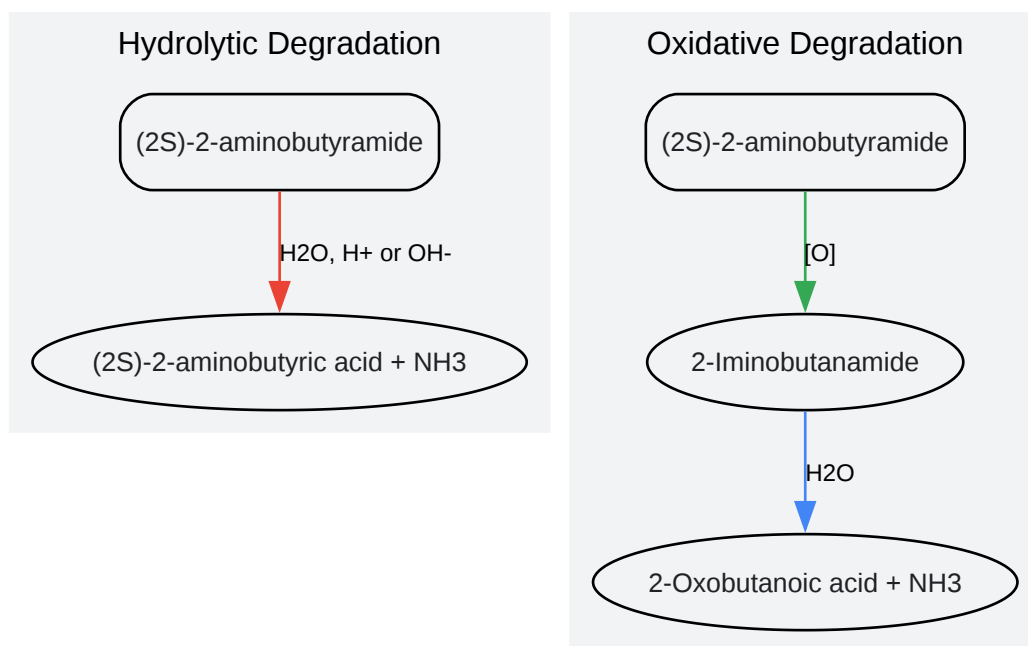 Hydrolytic Degradation
(2S)-2-aminobutyramide
H2O, H+ or OH-
(2S)-2-aminobutyric acid + NH3
Oxidative Degradation
(2S)-2-aminobutyramide
[O]
2-Iminobutanamide
H2O
2-Oxobutanoic acid + NH3